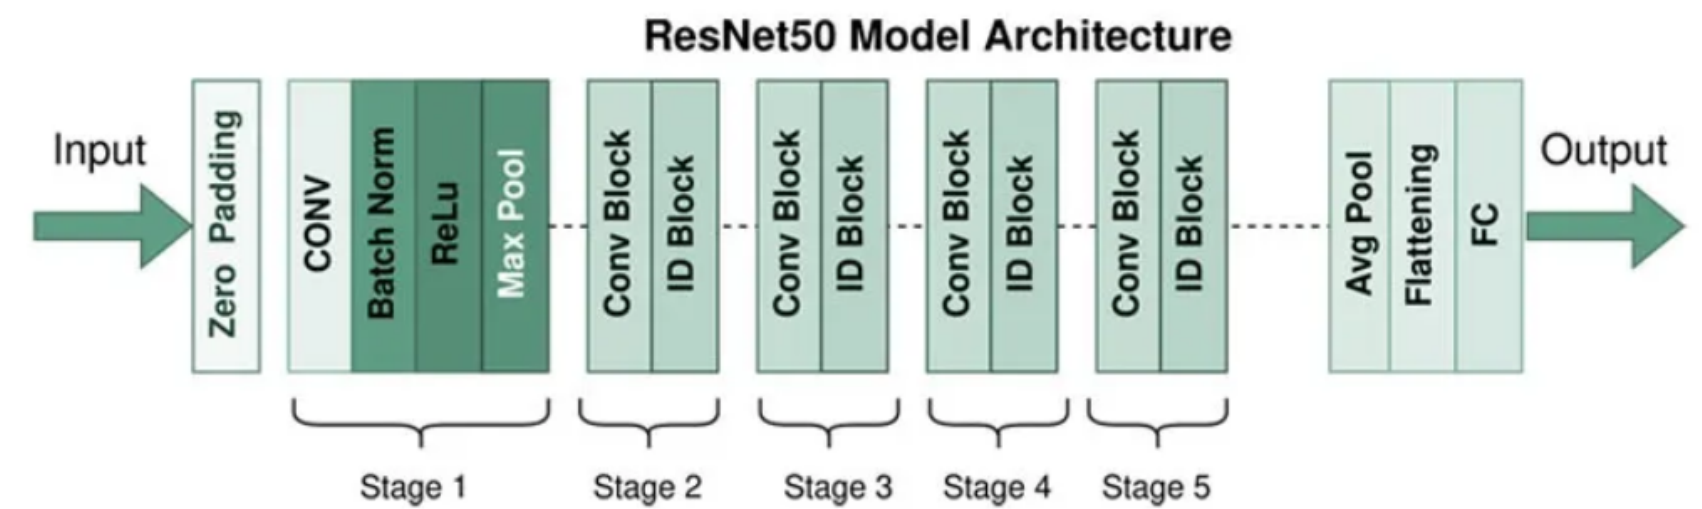 ResNet50 Model Architecture
Input
Zero Padding
CONV
Batch Norm
ReLu
Max Pool
Conv Block
ID Block
Conv Block
ID Block
Conv Block
ID Block
Conv Block
ID Block
Avg Pool
Flattening
FC
Output
Stage 1
Stage 2
Stage 3
Stage 4
Stage 5